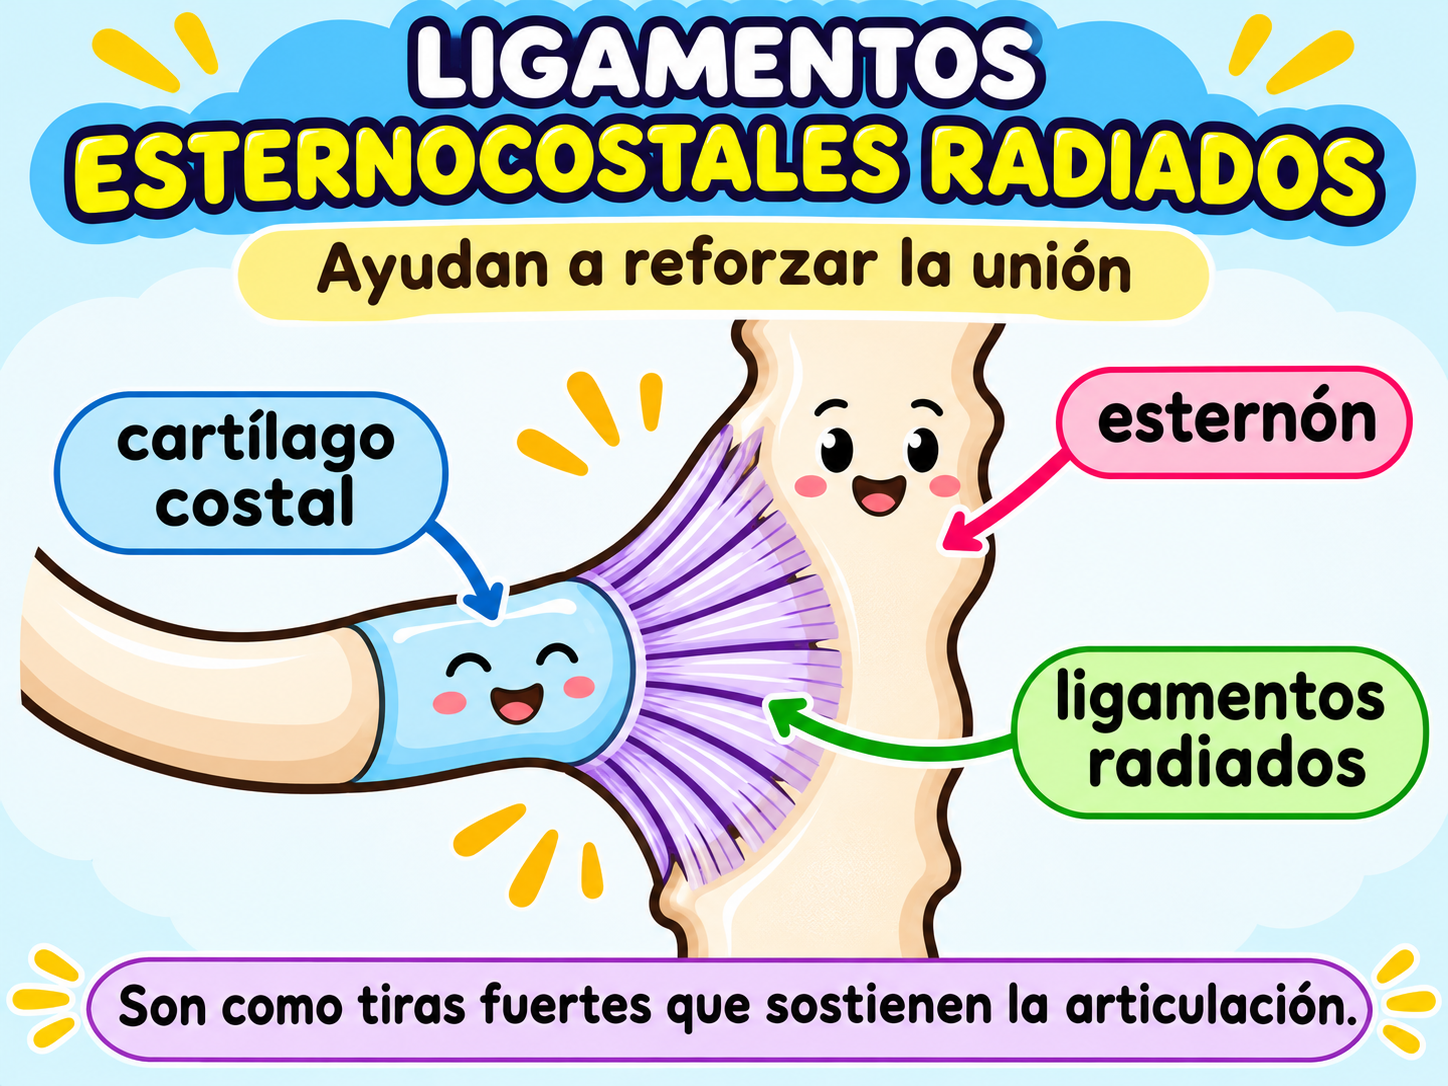 LIGAMENTOS
ESTERNOCOSTALES RADIADOS
Ayudan a reforzar la unión
cartílago
costal
esternón
ligamentos
radiados
Son como tiras fuertes que sostienen la articulación.